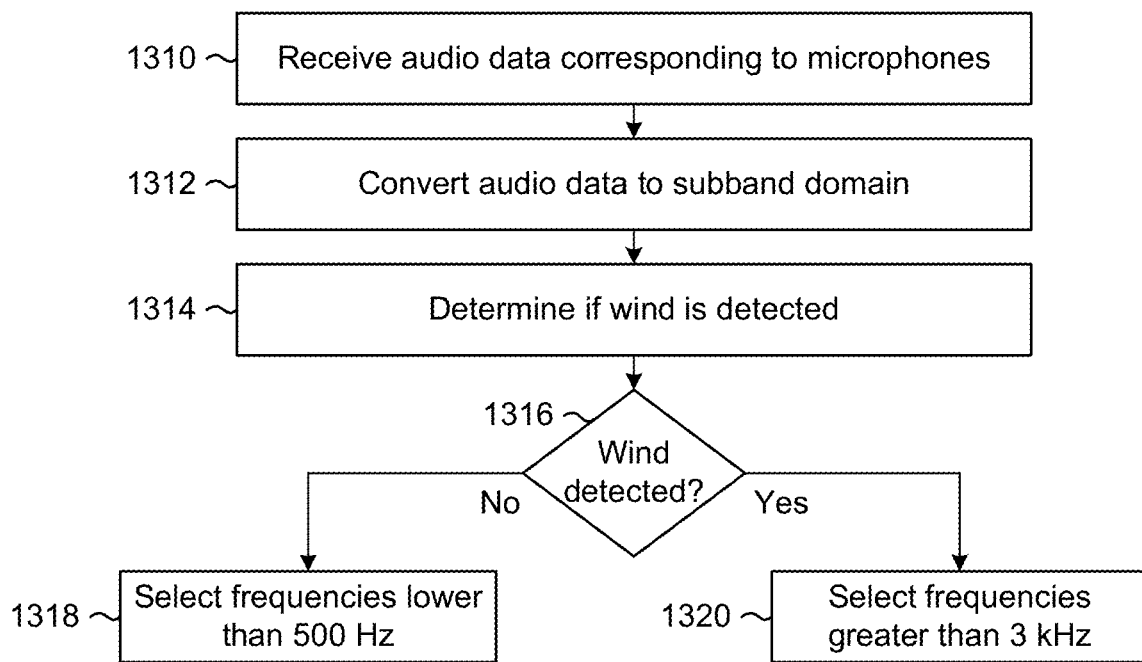 1310
Receive audio data corresponding to microphones
1312
Convert audio data to subband domain
1314
Determine if wind is detected
1316
Wind
detected?
No
Yes
1318
Select frequencies lower
than 500 Hz
1320
Select frequencies
greater than 3 kHz